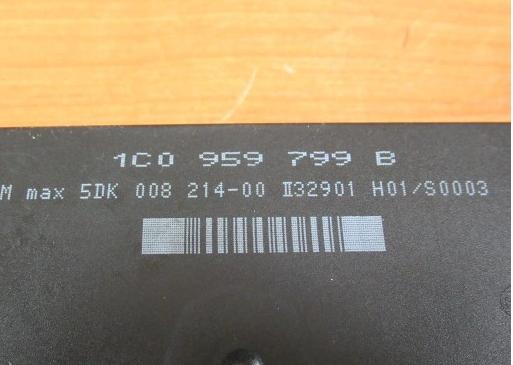 1C0 959 799 B
M max 5DK 008 214-00 II32901 H01/S0003